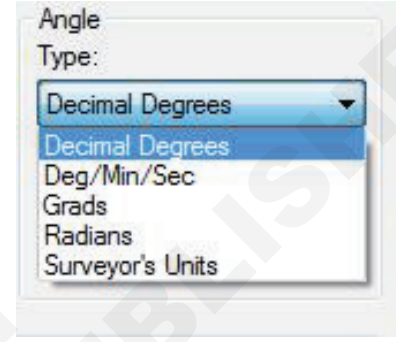 Angle
Type:
Decimal Degrees
Decimal Degrees
Deg/Min/Sec
Grads
Radians
Surveyor's Units